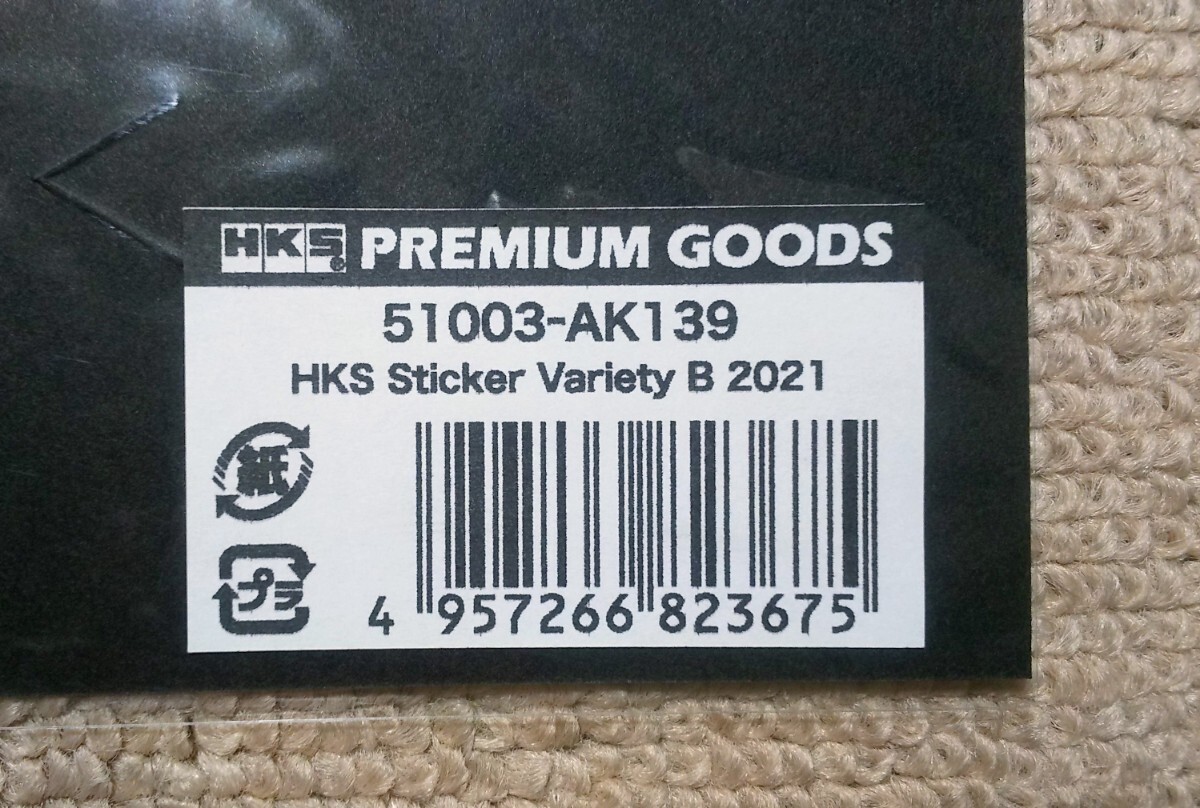 HKS® PREMIUM GOODS
51003-AK139
HKS Sticker Variety B 2021
紙
プラ
4 957266 823675